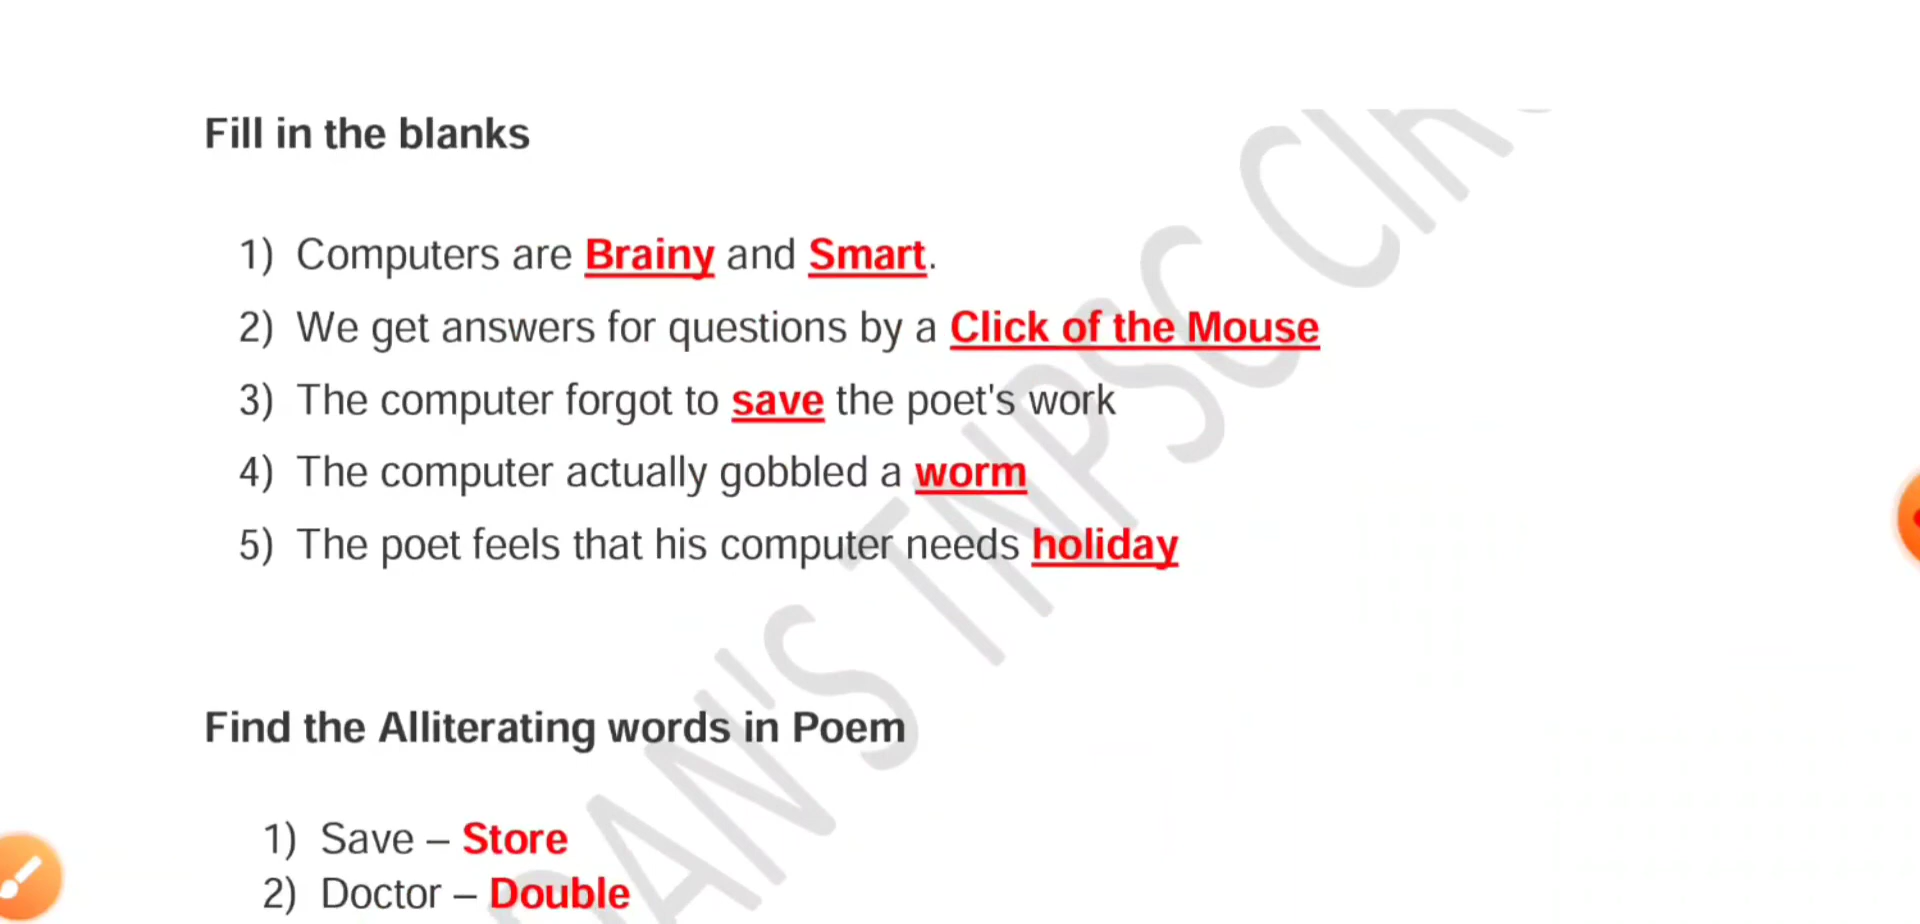 Fill in the blanks
1) Computers are Brainy and Smart.
2) We get answers for questions by a Click of the Mouse
3) The computer forgot to save the poet's work
4) The computer actually gobbled a worm
5) The poet feels that his computer needs holiday
Find the Alliterating words in Poem
1) Save – Store
2) Doctor – Double
TNPSC